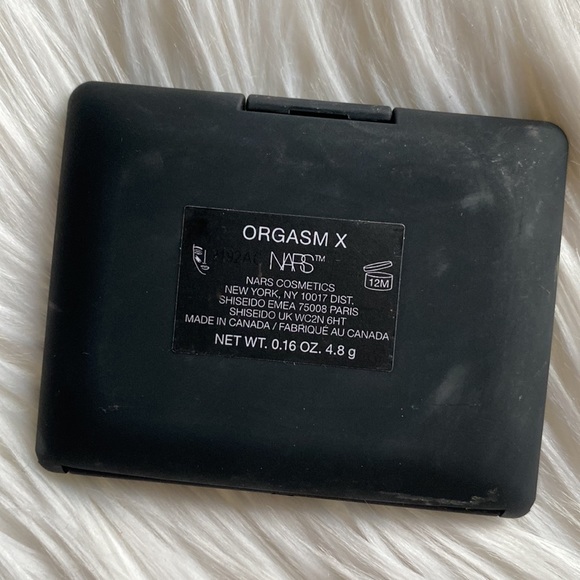 ORGASM X
NARS™
12M
NARS COSMETICS
NEW YORK, NY 10017 DIST.
SHISEIDO EMEA 75008 PARIS
SHISEIDO UK WC2N 6HT
MADE IN CANADA / FABRIQUÉ AU CANADA
NET WT. 0.16 OZ. 4.8 g